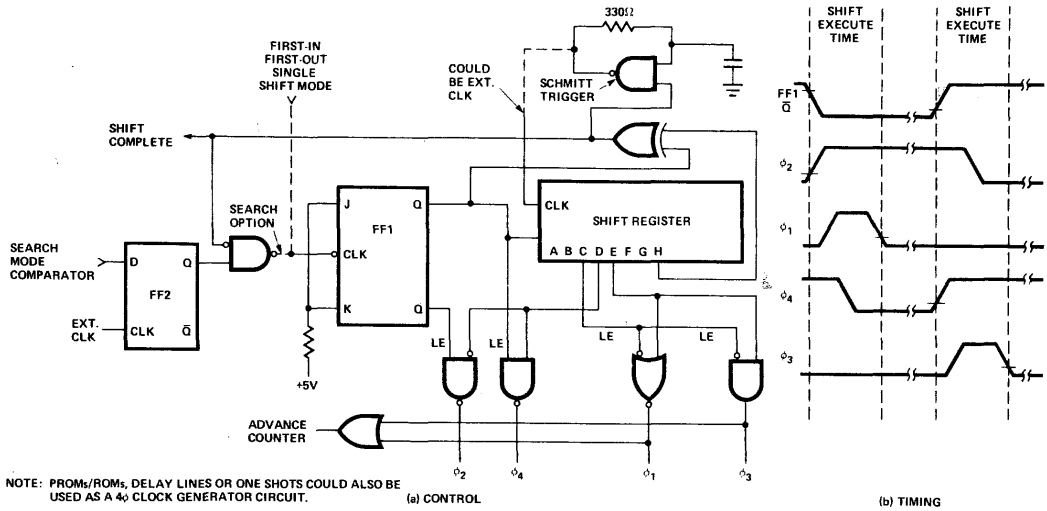 330Ω
SHIFT
EXECUTE
TIME
SHIFT
EXECUTE
TIME
FIRST-IN
FIRST-OUT
SINGLE
SHIFT MODE
COULD
BE EXT.
CLK
SCHMITT
TRIGGER
SHIFT
COMPLETE
SEARCH
OPTION
J
Q
FF1
CLK
K
Q
CLK
SHIFT REGISTER
A B C D E F G H
SEARCH
MODE
COMPARATOR
D
Q
FF2
EXT.
CLK
CLK
Q̅
+5V
LE
LE
LE
LE
ADVANCE
COUNTER
ϕ2
ϕ4
ϕ1
ϕ3
FF1
Q̅
ϕ2
ϕ1
ϕ4
ϕ3
NOTE: PROMs/ROMs, DELAY LINES OR ONE SHOTS COULD ALSO BE
USED AS A 4ϕ CLOCK GENERATOR CIRCUIT.
(a) CONTROL
(b) TIMING